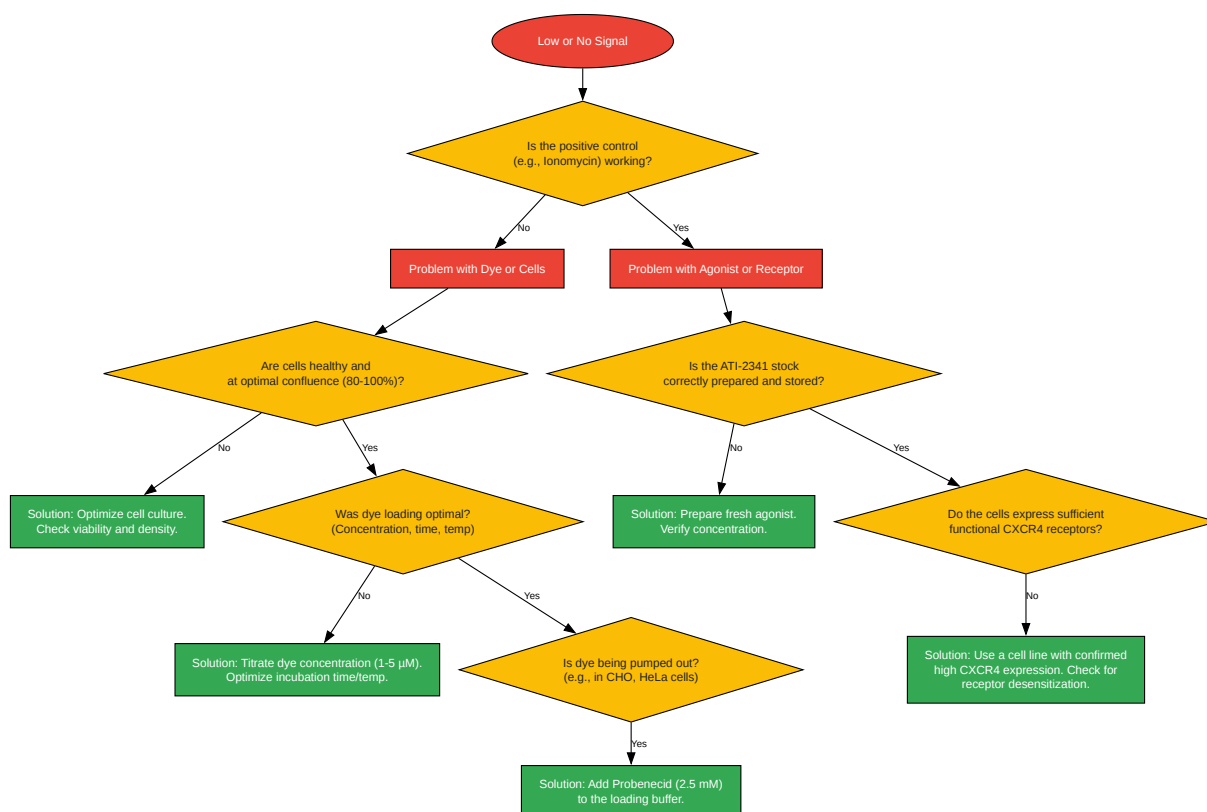 Low or No Signal
Is the positive control
(e.g., Ionomycin) working?
No
Yes
Problem with Dye or Cells
Problem with Agonist or Receptor
Are cells healthy and
at optimal confluence (80-100%)?
Is the ATI-2341 stock
correctly prepared and stored?
No
Yes
No
Yes
Solution: Optimize cell culture.
Check viability and density.
Was dye loading optimal?
(Concentration, time, temp)
Solution: Prepare fresh agonist.
Verify concentration.
Do the cells express sufficient
functional CXCR4 receptors?
No
Yes
No
Solution: Titrate dye concentration (1-5 µM).
Optimize incubation time/temp.
Is dye being pumped out?
(e.g., in CHO, HeLa cells)
Solution: Use a cell line with confirmed
high CXCR4 expression. Check for
receptor desensitization.
Yes
Solution: Add Probenecid (2.5 mM)
to the loading buffer.